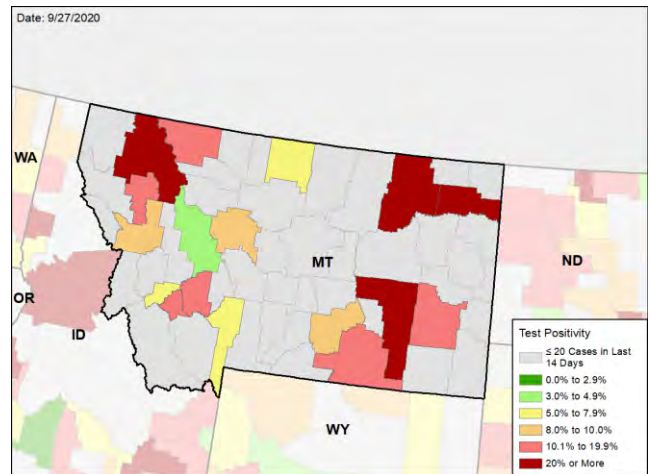 Date: 9/27/2020
WA
MT
ND
OR
ID
WY
Test Positivity
≤ 20 Cases in Last
14 Days
0.0% to 2.9%
3.0% to 4.9%
5.0% to 7.9%
8.0% to 10.0%
10.1% to 19.9%
20% or More